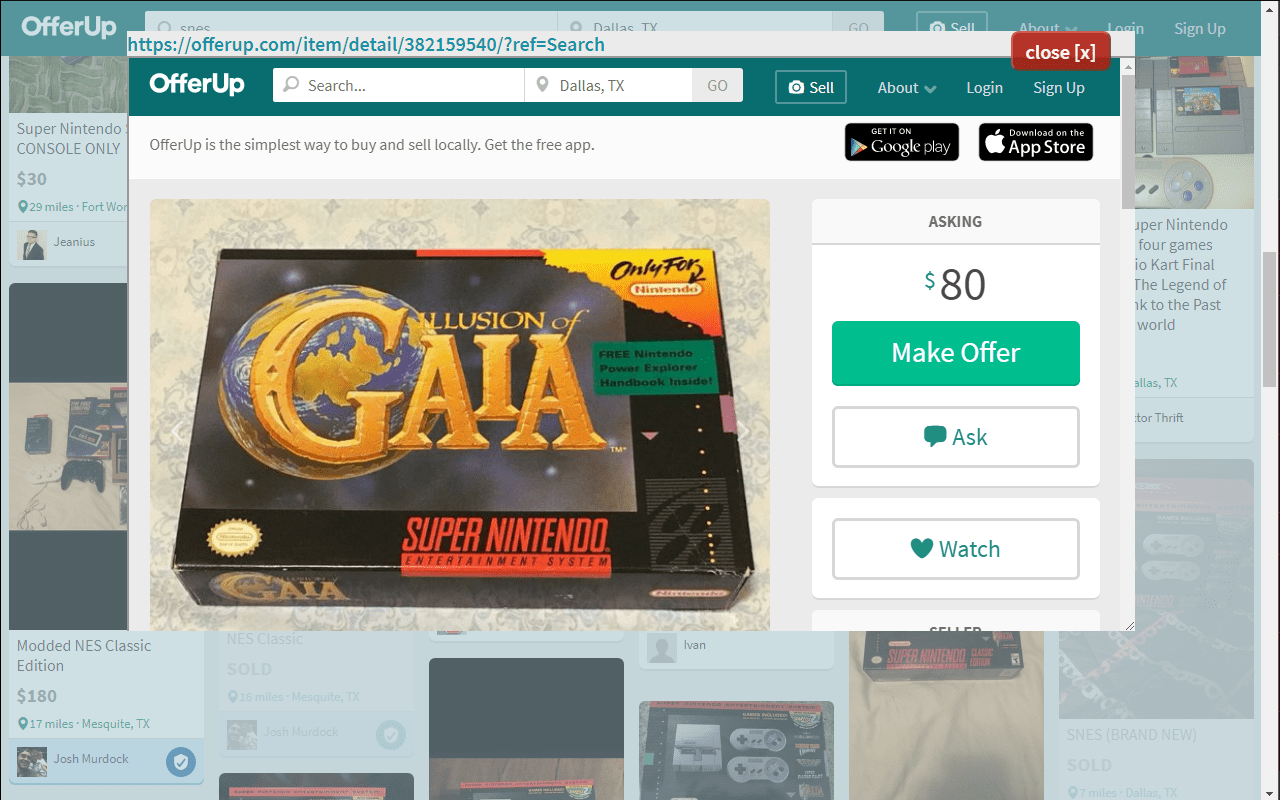 OfferUp
snes
Dallas, TX
GO
Sell
About
Login
Sign Up
https://offerup.com/item/detail/382159540/?ref=Search
close [x]
OfferUp
Search...
Dallas, TX
GO
Sell
About
Login
Sign Up
OfferUp is the simplest way to buy and sell locally. Get the free app.
GET IT ON
Google play
Download on the
App Store
Super Nintendo
CONSOLE ONLY
$30
29 miles · Fort Wor
Jeanius
ILLUSION of
GAIA
TM
Only For
Nintendo
FREE Nintendo
Power Explorer
Handbook Inside!
SUPER NINTENDO
ENTERTAINMENT SYSTEM
ILLUSION of
GAIA
Nintendo
ASKING
$80
Make Offer
Ask
Watch
SELLER
uper Nintendo
four games
io Kart Final
The Legend of
nk to the Past
world
allas, TX
tor Thrift
Modded NES Classic
Edition
$180
17 miles · Mesquite, TX
Josh Murdock
NES Classic
SOLD
16 miles · Mesquite, TX
Josh Murdock
Ivan
SUPER NINTENDO
CLASSIC EDITION
SNES (BRAND NEW)
SOLD
7 miles · Dallas, TX